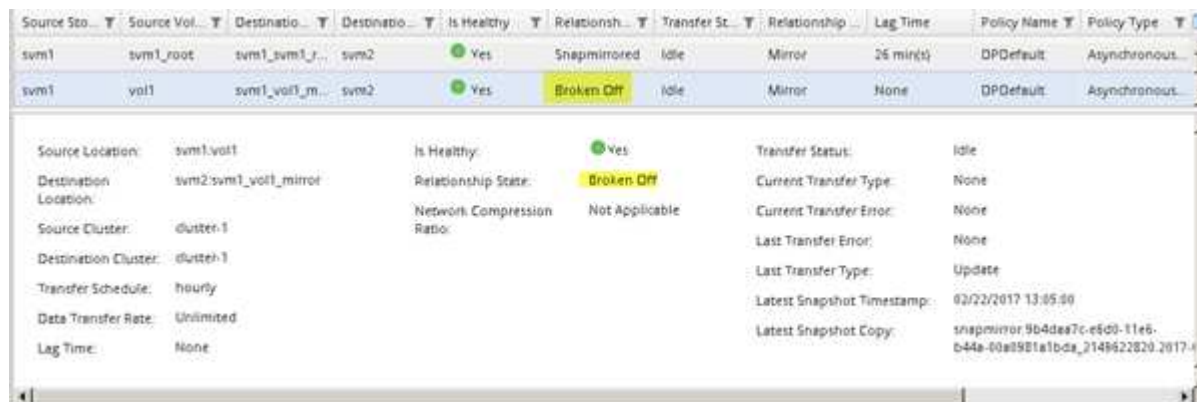 Source Sto... Source Vol... Destinatio... Destinatio... Is Healthy Relationsh... Transfer St... Relationship ... Lag Time Policy Name Policy Type
svm1 svm1_root svm1_svm1_r... svm2 Yes Snapmirrored Idle Mirror 26 min(s) DPDefault Asynchronous...
svm1 vol1 svm1_vol1_m... svm2 Yes Broken Off Idle Mirror None DPDefault Asynchronous...
Source Location: svm1:vol1 Is Healthy: Yes Transfer Status: Idle
Destination Location: svm2:svm1_vol1_mirror Relationship State: Broken Off Current Transfer Type: None
Source Cluster: cluster-1 Network Compression Ratio: Not Applicable Current Transfer Error: None
Destination Cluster: cluster-1 Last Transfer Error: None
Transfer Schedule: hourly Last Transfer Type: Update
Data Transfer Rate: Unlimited Latest Snapshot Timestamp: 02/22/2017 13:05:00
Lag Time: None Latest Snapshot Copy: snapmirror.9b4daa7c-e6d0-11e6-
b44a-00a0981a1bda_2149622820.2017-